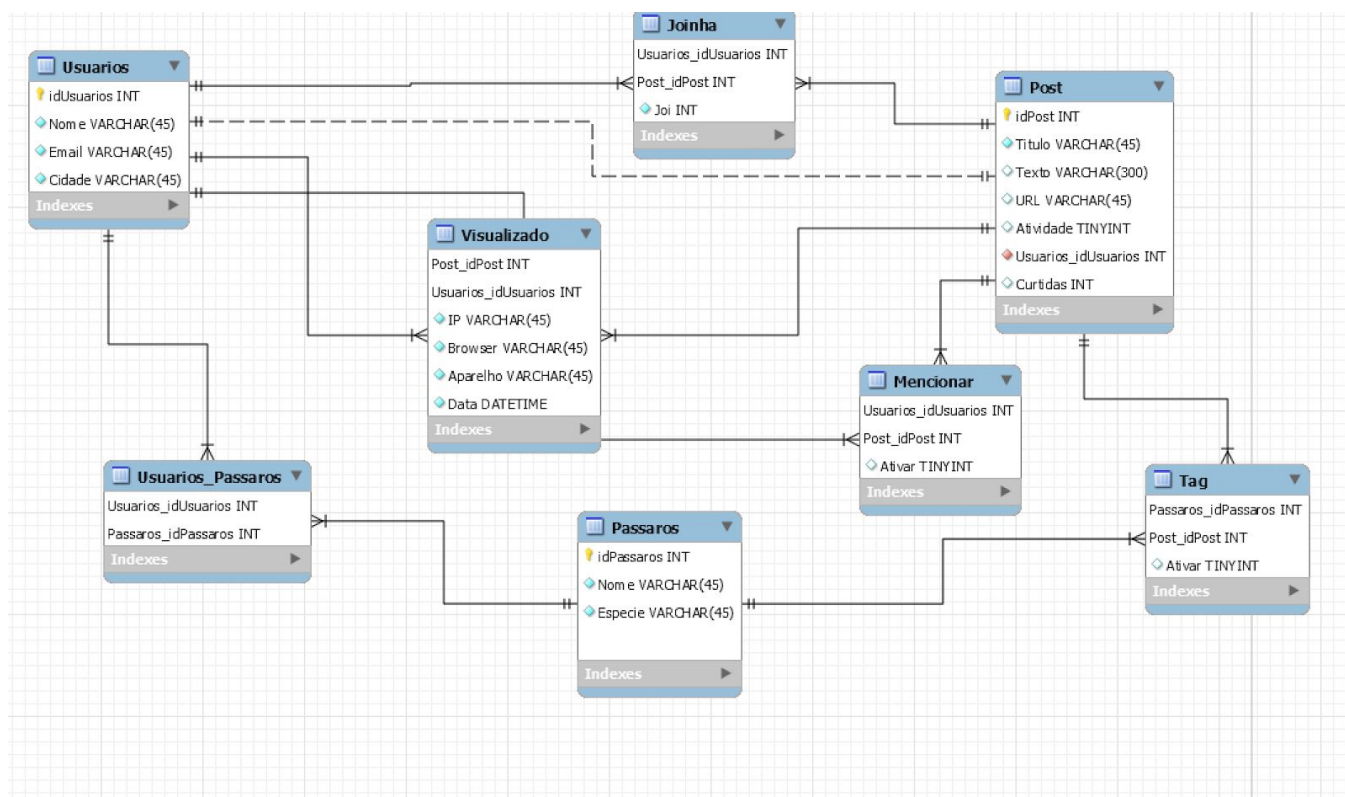 Joinha
Usuarios_idUsuarios INT
Post_idPost INT
Joi INT
Indexes
Usuarios
idUsuarios INT
Nome VARCHAR(45)
Email VARCHAR(45)
Cidade VARCHAR(45)
Indexes
Post
idPost INT
Titulo VARCHAR(45)
Texto VARCHAR(300)
URL VARCHAR(45)
Atividade TINYINT
Usuarios_idUsuarios INT
Curtidas INT
Indexes
Visualizado
Post_idPost INT
Usuarios_idUsuarios INT
IP VARCHAR(45)
Browser VARCHAR(45)
Aparelho VARCHAR(45)
Data DATETIME
Indexes
Mencionar
Usuarios_idUsuarios INT
Post_idPost INT
Ativar TINYINT
Indexes
Usuarios_Passaros
Usuarios_idUsuarios INT
Passaros_idPassaros INT
Indexes
Passaros
idPassaros INT
Nome VARCHAR(45)
Especie VARCHAR(45)
Indexes
Tag
Passaros_idPassaros INT
Post_idPost INT
Ativar TINYINT
Indexes